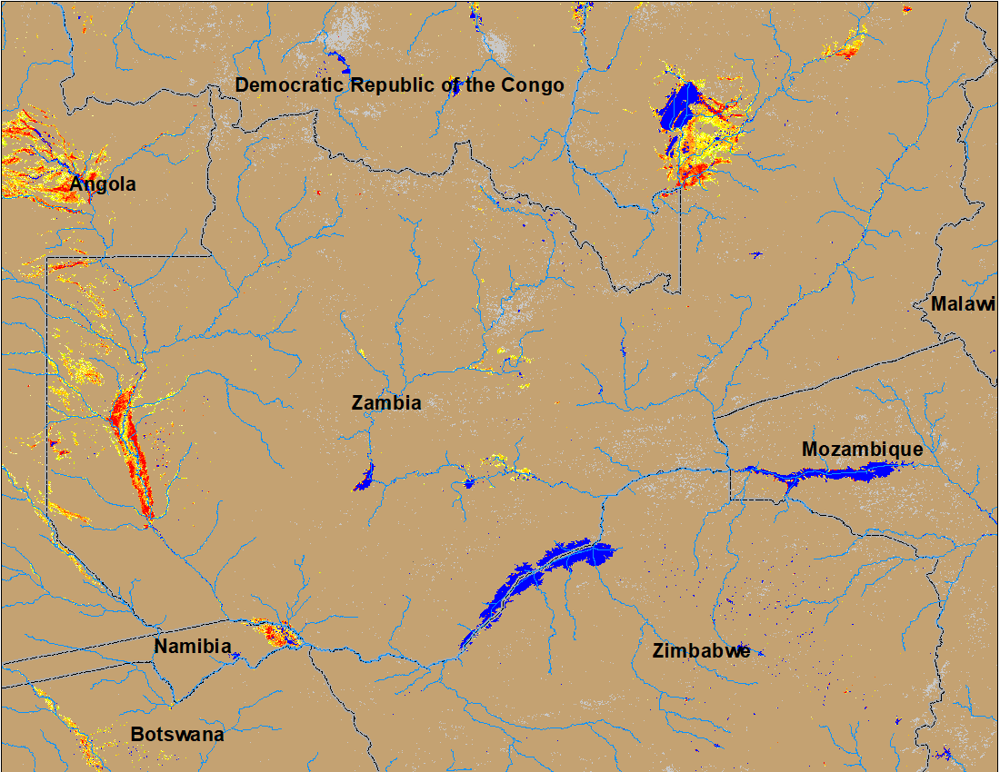 Democratic Republic of the Congo
Angola
Malawi
Zambia
Mozambique
Namibia
Zimbabwe
Botswana